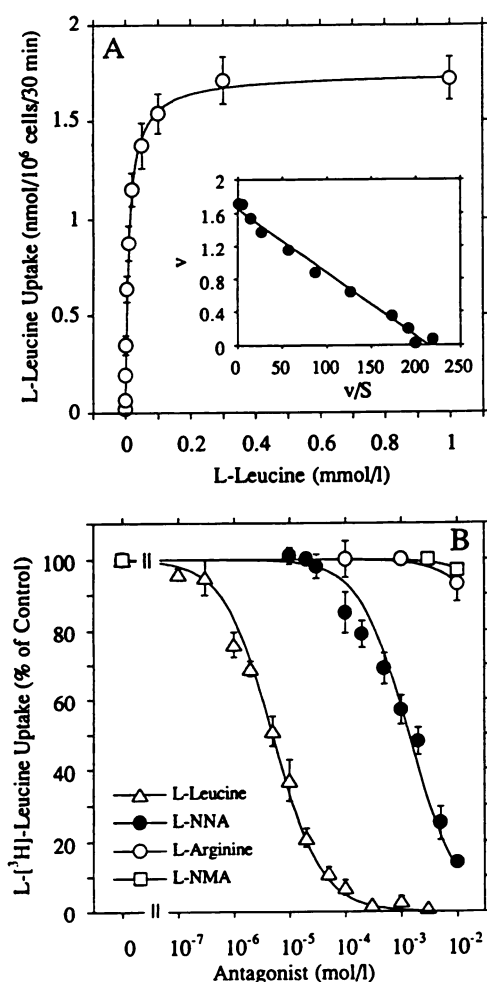 A
L-Leucine Uptake (nmol/10⁶ cells/30 min)
2
1.5
1
0.5
0
0 0.2 0.4 0.6 0.8 1
L-Leucine (mmol/l)
v
2
1.6
1.2
0.8
0.4
0
0 50 100 150 200 250
v/S
B
L-[³H]-Leucine Uptake (% of Control)
100
80
60
40
20
0
L-Leucine
L-NNA
L-Arginine
L-NMA
0 10⁻⁷ 10⁻⁶ 10⁻⁵ 10⁻⁴ 10⁻³ 10⁻²
Antagonist (mol/l)